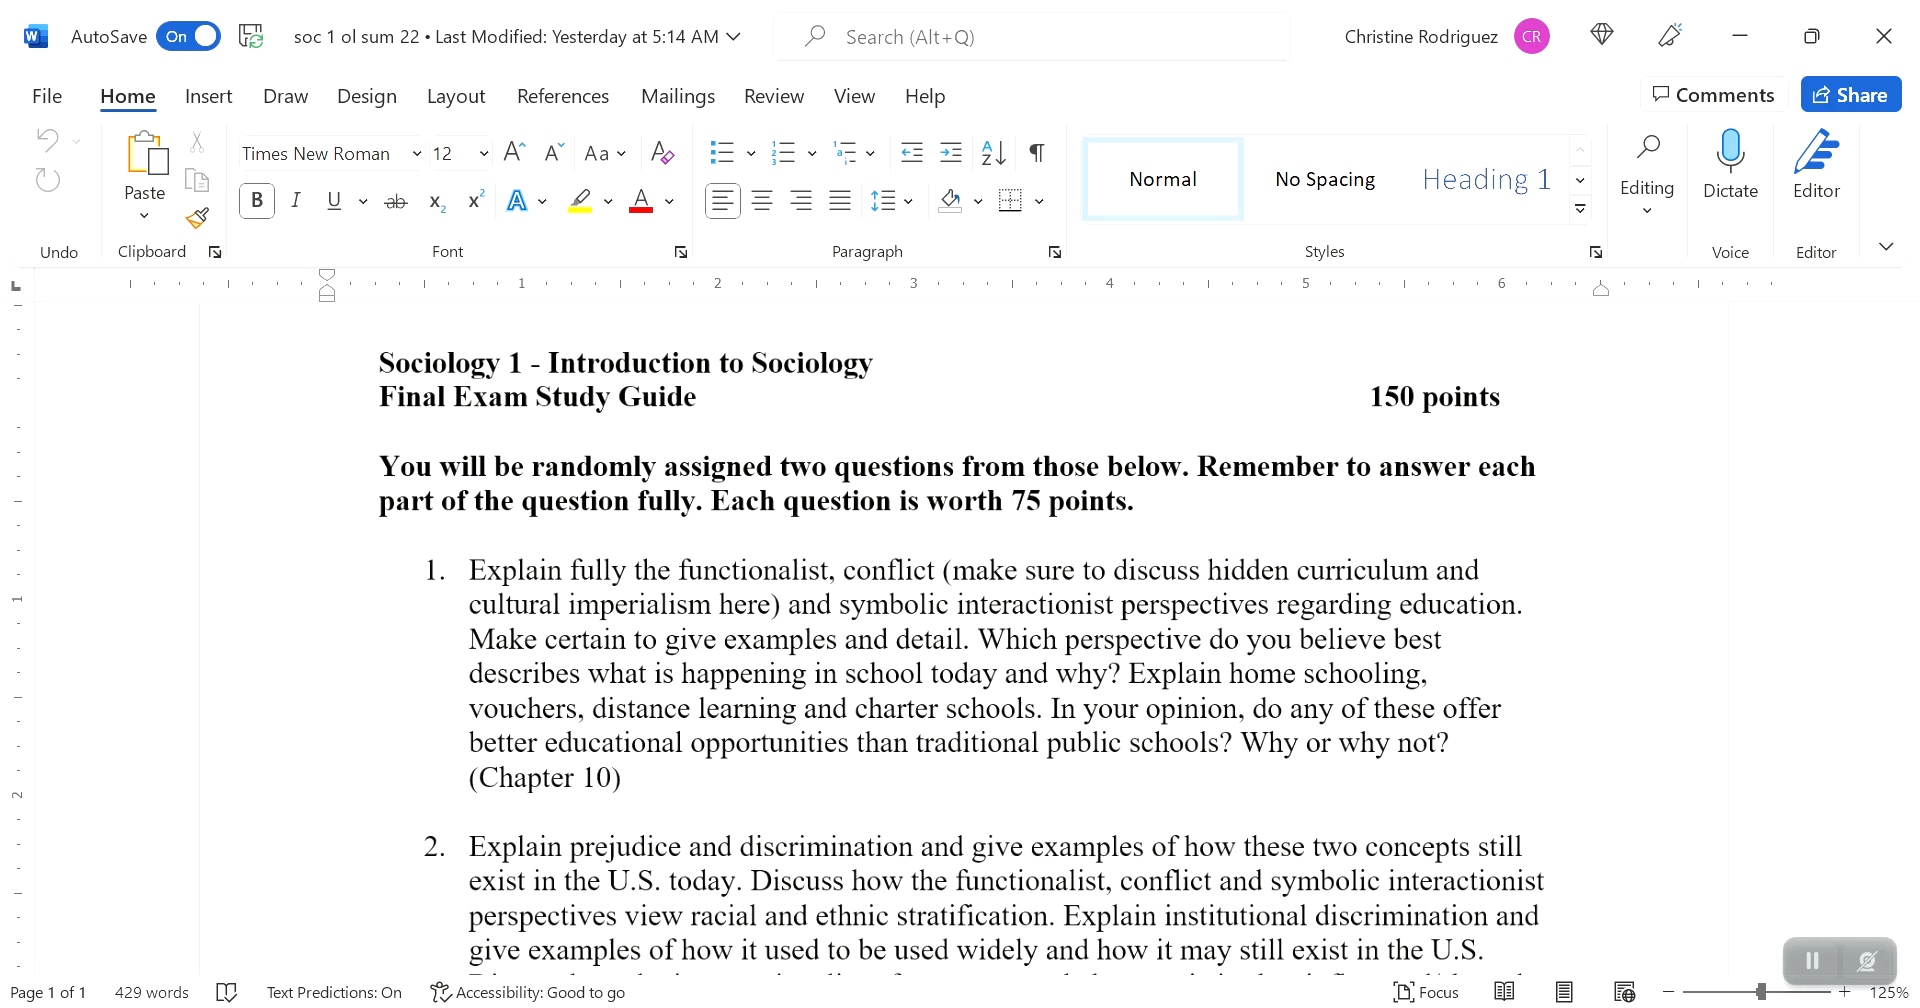 AutoSave On soc 1 ol sum 22 • Last Modified: Yesterday at 5:14 AM Search (Alt+Q) Christine Rodriguez CR
File Home Insert Draw Design Layout References Mailings Review View Help Comments Share
Times New Roman 12 Aa
Paste Normal No Spacing Heading 1 Editing Dictate Editor
Undo Clipboard Font Paragraph Styles Voice Editor
1 2 3 4 5 6
Sociology 1 - Introduction to Sociology
Final Exam Study Guide 150 points
You will be randomly assigned two questions from those below. Remember to answer each
part of the question fully. Each question is worth 75 points.
1. Explain fully the functionalist, conflict (make sure to discuss hidden curriculum and
cultural imperialism here) and symbolic interactionist perspectives regarding education.
Make certain to give examples and detail. Which perspective do you believe best
describes what is happening in school today and why? Explain home schooling,
vouchers, distance learning and charter schools. In your opinion, do any of these offer
better educational opportunities than traditional public schools? Why or why not?
(Chapter 10)
2. Explain prejudice and discrimination and give examples of how these two concepts still
exist in the U.S. today. Discuss how the functionalist, conflict and symbolic interactionist
perspectives view racial and ethnic stratification. Explain institutional discrimination and
give examples of how it used to be used widely and how it may still exist in the U.S.
Page 1 of 1 429 words Text Predictions: On Accessibility: Good to go Focus 125%